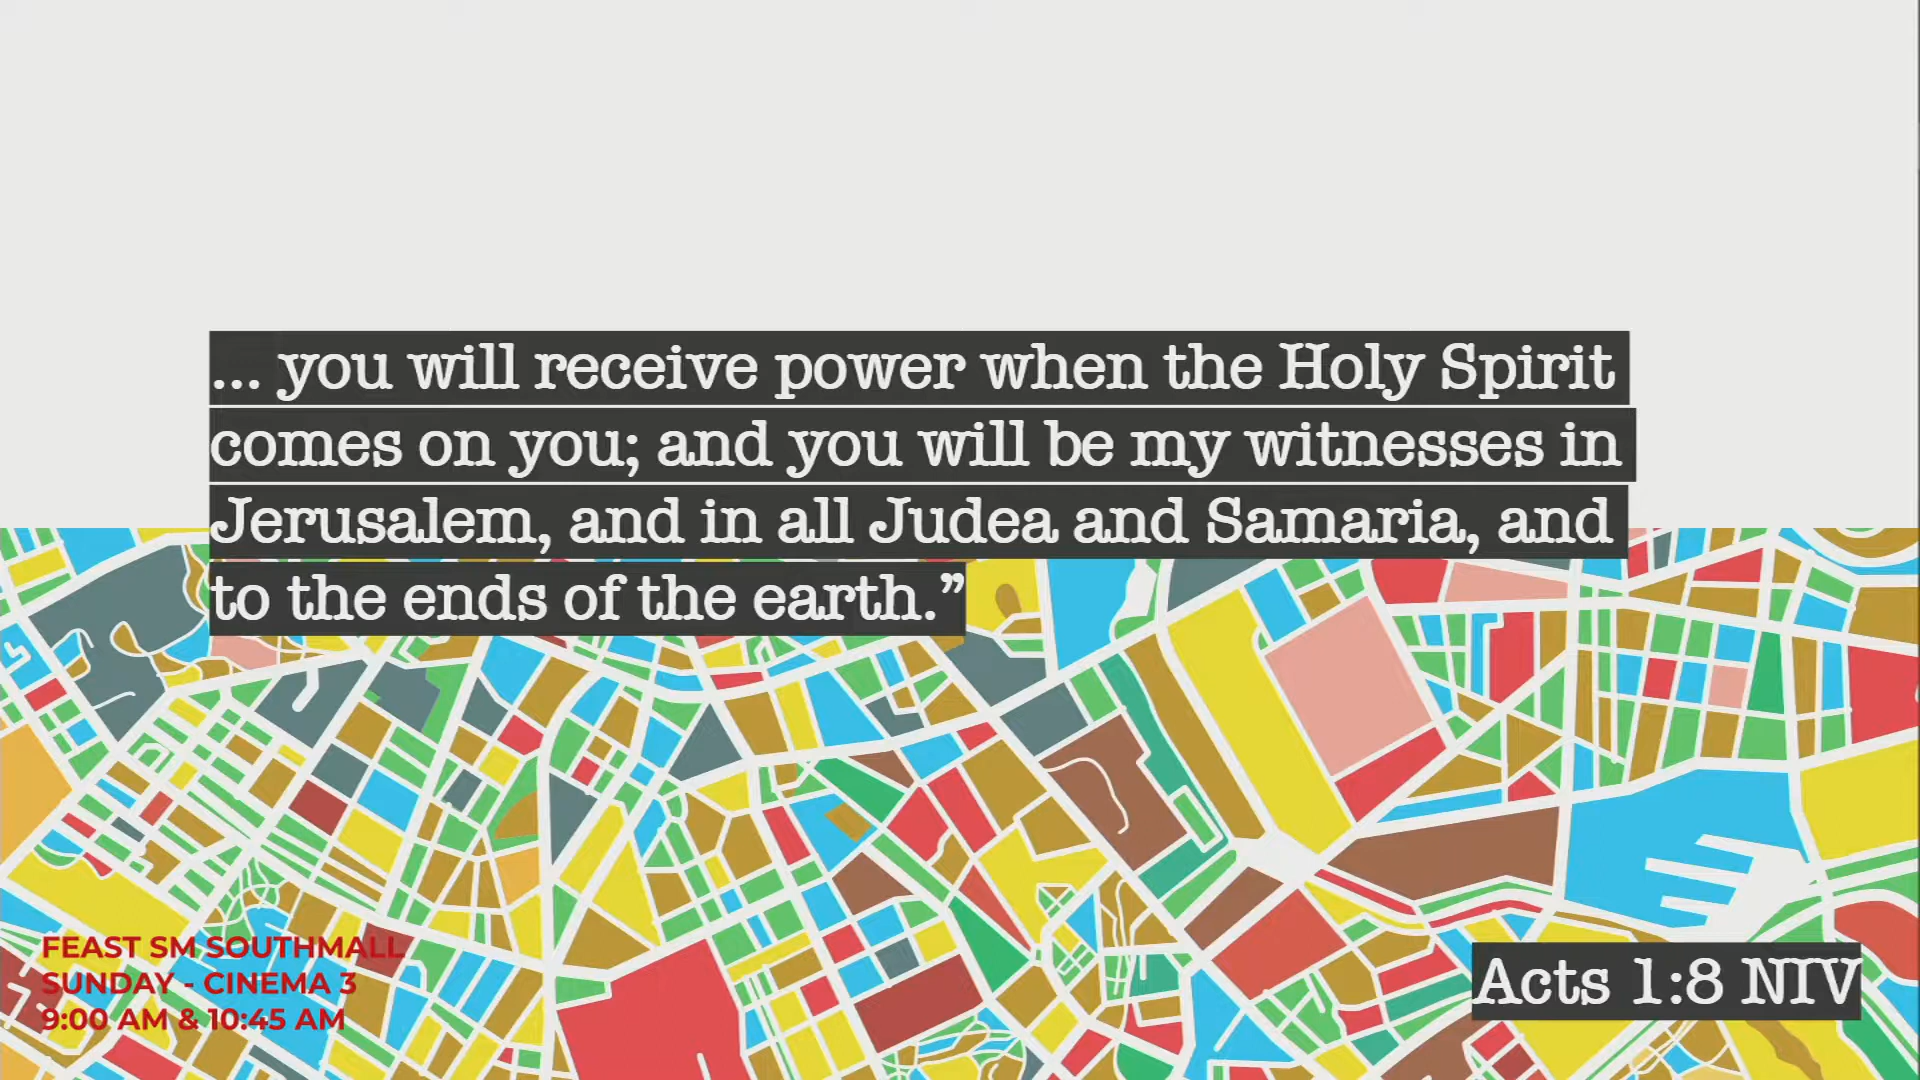 ... you will receive power when the Holy Spirit
comes on you; and you will be my witnesses in
Jerusalem, and in all Judea and Samaria, and
to the ends of the earth.”
FEAST SM SOUTHMALL
SUNDAY - CINEMA 3
9:00 AM & 10:45 AM
Acts 1:8 NIV